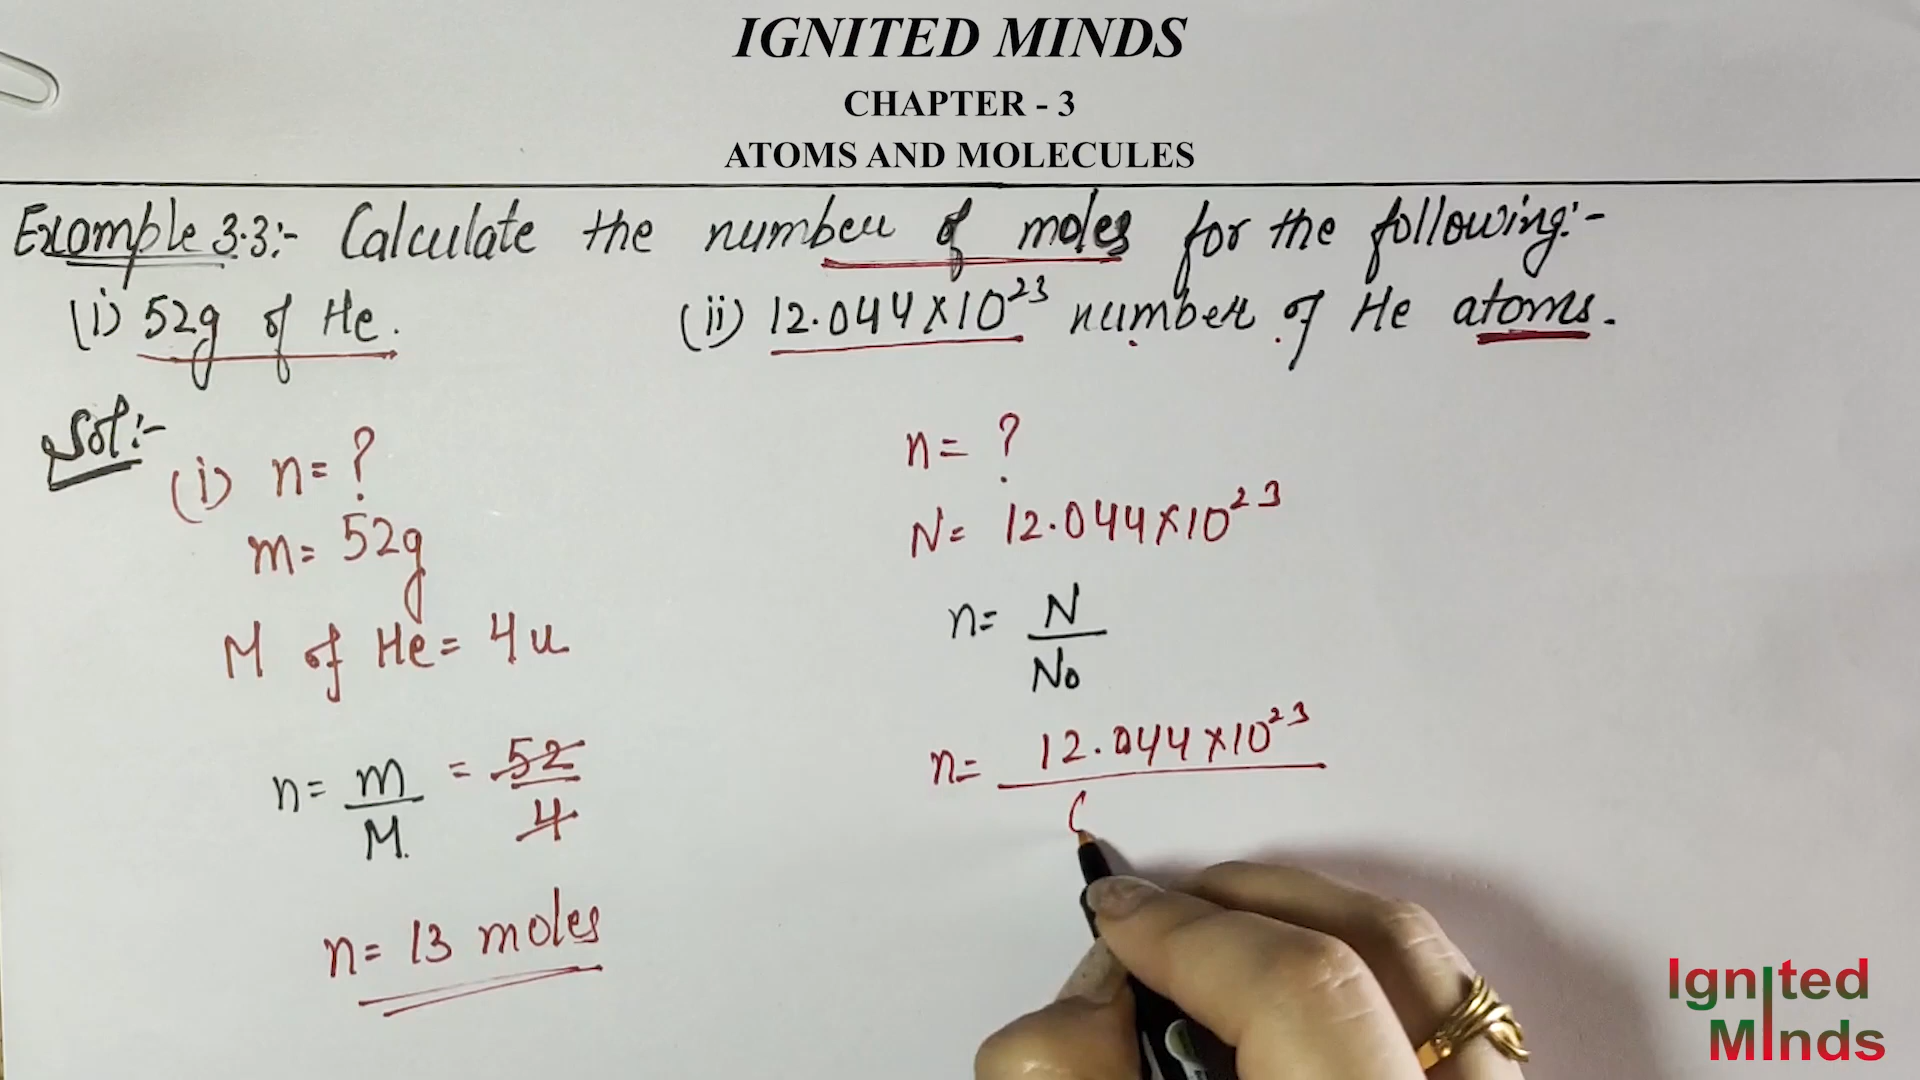 IGNITED MINDS
CHAPTER - 3
ATOMS AND MOLECULES
Example 3.3:- Calculate the number of moles for the following:-
(i) 52g of He. (ii) 12.044×10²³ number of He atoms.
Sol:-
(i) n= ?
m= 52g
M of He= 4u
n= m/M. = 52/4
n= 13 moles
n= ?
N= 12.044×10²³
n= N/N₀
n= 12.044×10²³
Ignited
Minds